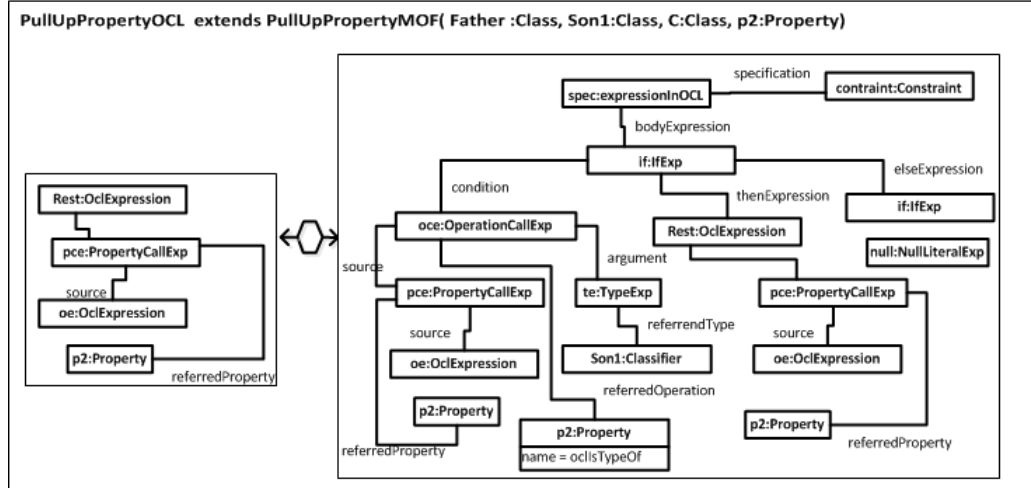 PullUpPropertyOCL extends PullUpPropertyMOF( Father :Class, Son1:Class, C:Class, p2:Property)
Rest:OclExpression
pce:PropertyCallExp
source
oe:OclExpression
p2:Property
referredProperty
specification
spec:expressionInOCL
contraint:Constraint
bodyExpression
if:IfExp
condition
elseExpression
thenExpression
if:IfExp
oce:OperationCallExp
Rest:OclExpression
null:NullLiteralExp
source
argument
pce:PropertyCallExp
te:TypeExp
pce:PropertyCallExp
source
referrendType
source
oe:OclExpression
Son1:Classifier
oe:OclExpression
referredOperation
p2:Property
p2:Property
p2:Property
referredProperty
referredProperty
name = oclIsTypeOf